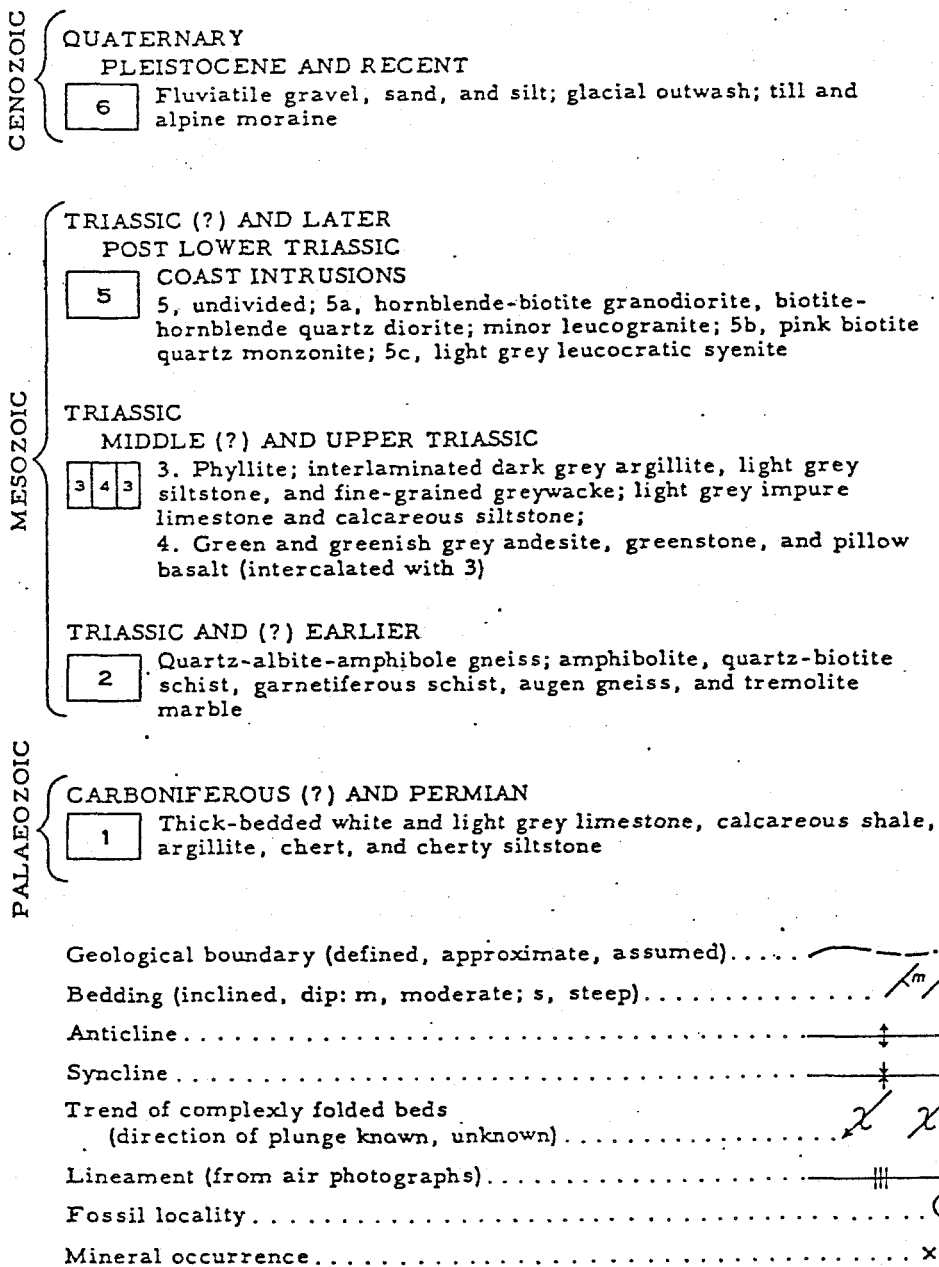 CENOZOIC
QUATERNARY
PLEISTOCENE AND RECENT
6
Fluviatile gravel, sand, and silt; glacial outwash; till and
alpine moraine
MESOZOIC
TRIASSIC (?) AND LATER
POST LOWER TRIASSIC
COAST INTRUSIONS
5
5, undivided; 5a, hornblende-biotite granodiorite, biotite-
hornblende quartz diorite; minor leucogranite; 5b, pink biotite
quartz monzonite; 5c, light grey leucocratic syenite
TRIASSIC
MIDDLE (?) AND UPPER TRIASSIC
3 4 3
3. Phyllite; interlaminated dark grey argillite, light grey
siltstone, and fine-grained greywacke; light grey impure
limestone and calcareous siltstone;
4. Green and greenish grey andesite, greenstone, and pillow
basalt (intercalated with 3)
TRIASSIC AND (?) EARLIER
2
Quartz-albite-amphibole gneiss; amphibolite, quartz-biotite
schist, garnetiferous schist, augen gneiss, and tremolite
marble
PALAEOZOIC
CARBONIFEROUS (?) AND PERMIAN
1
Thick-bedded white and light grey limestone, calcareous shale,
argillite, chert, and cherty siltstone
Geological boundary (defined, approximate, assumed).....
Bedding (inclined, dip: m, moderate; s, steep).............. m
Anticline........................................
Syncline.........................................
Trend of complexly folded beds
(direction of plunge known, unknown)................
Lineament (from air photographs).....................
Fossil locality............................................
Mineral occurrence...................................... x